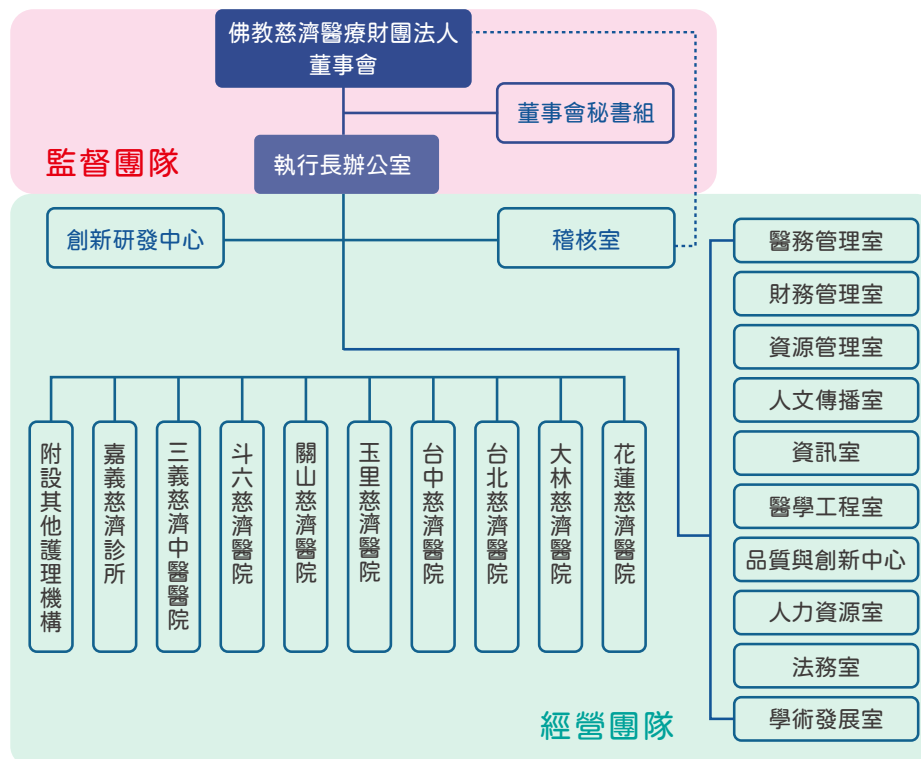 佛教慈濟醫療財團法人
董事會
董事會秘書組
監督團隊
執行長辦公室
創新研發中心
稽核室
醫務管理室
財務管理室
資源管理室
人文傳播室
資訊室
醫學工程室
品質與創新中心
人力資源室
法務室
學術發展室
附設其他護理機構
嘉義慈濟診所
三義慈濟中醫醫院
斗六慈濟醫院
關山慈濟醫院
玉里慈濟醫院
台中慈濟醫院
台北慈濟醫院
大林慈濟醫院
花蓮慈濟醫院
經營團隊